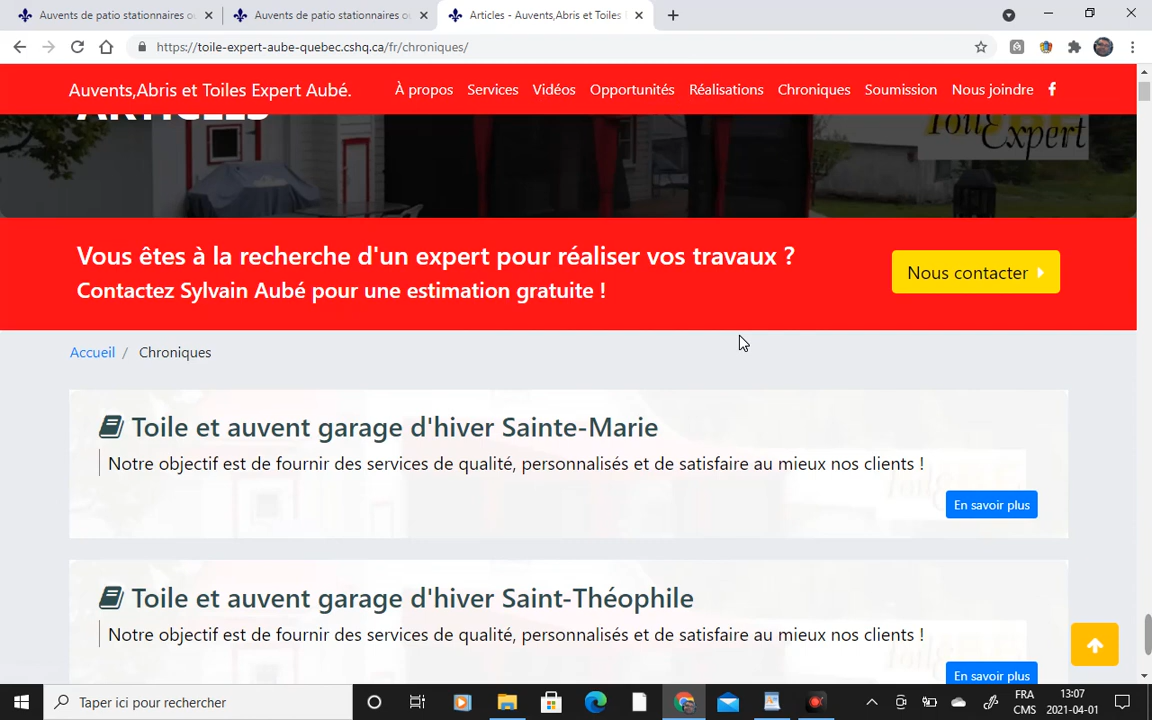 Auvents de patio stationnaires ou
Auvents de patio stationnaires ou
Articles - Auvents,Abris et Toiles
https://toile-expert-aube-quebec.cshq.ca/fr/chroniques/
Auvents,Abris et Toiles Expert Aubé.
À propos
Services
Vidéos
Opportunités
Réalisations
Chroniques
Soumission
Nous joindre
ARTICLES
Expert
Vous êtes à la recherche d'un expert pour réaliser vos travaux ?
Contactez Sylvain Aubé pour une estimation gratuite !
Nous contacter
Accueil / Chroniques
Toile et auvent garage d'hiver Sainte-Marie
Notre objectif est de fournir des services de qualité, personnalisés et de satisfaire au mieux nos clients !
En savoir plus
Toile et auvent garage d'hiver Saint-Théophile
Notre objectif est de fournir des services de qualité, personnalisés et de satisfaire au mieux nos clients !
En savoir plus
Taper ici pour rechercher
FRA
CMS
13:07
2021-04-01